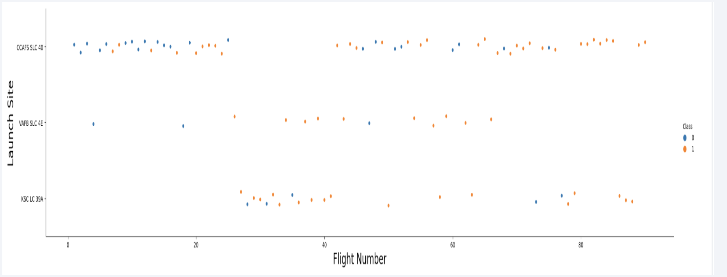 CCAFS SLC 40
VAFB SLC 4E
KSC LC 39A
Launch Site
0
20
40
60
80
Flight Number
Class
0
1